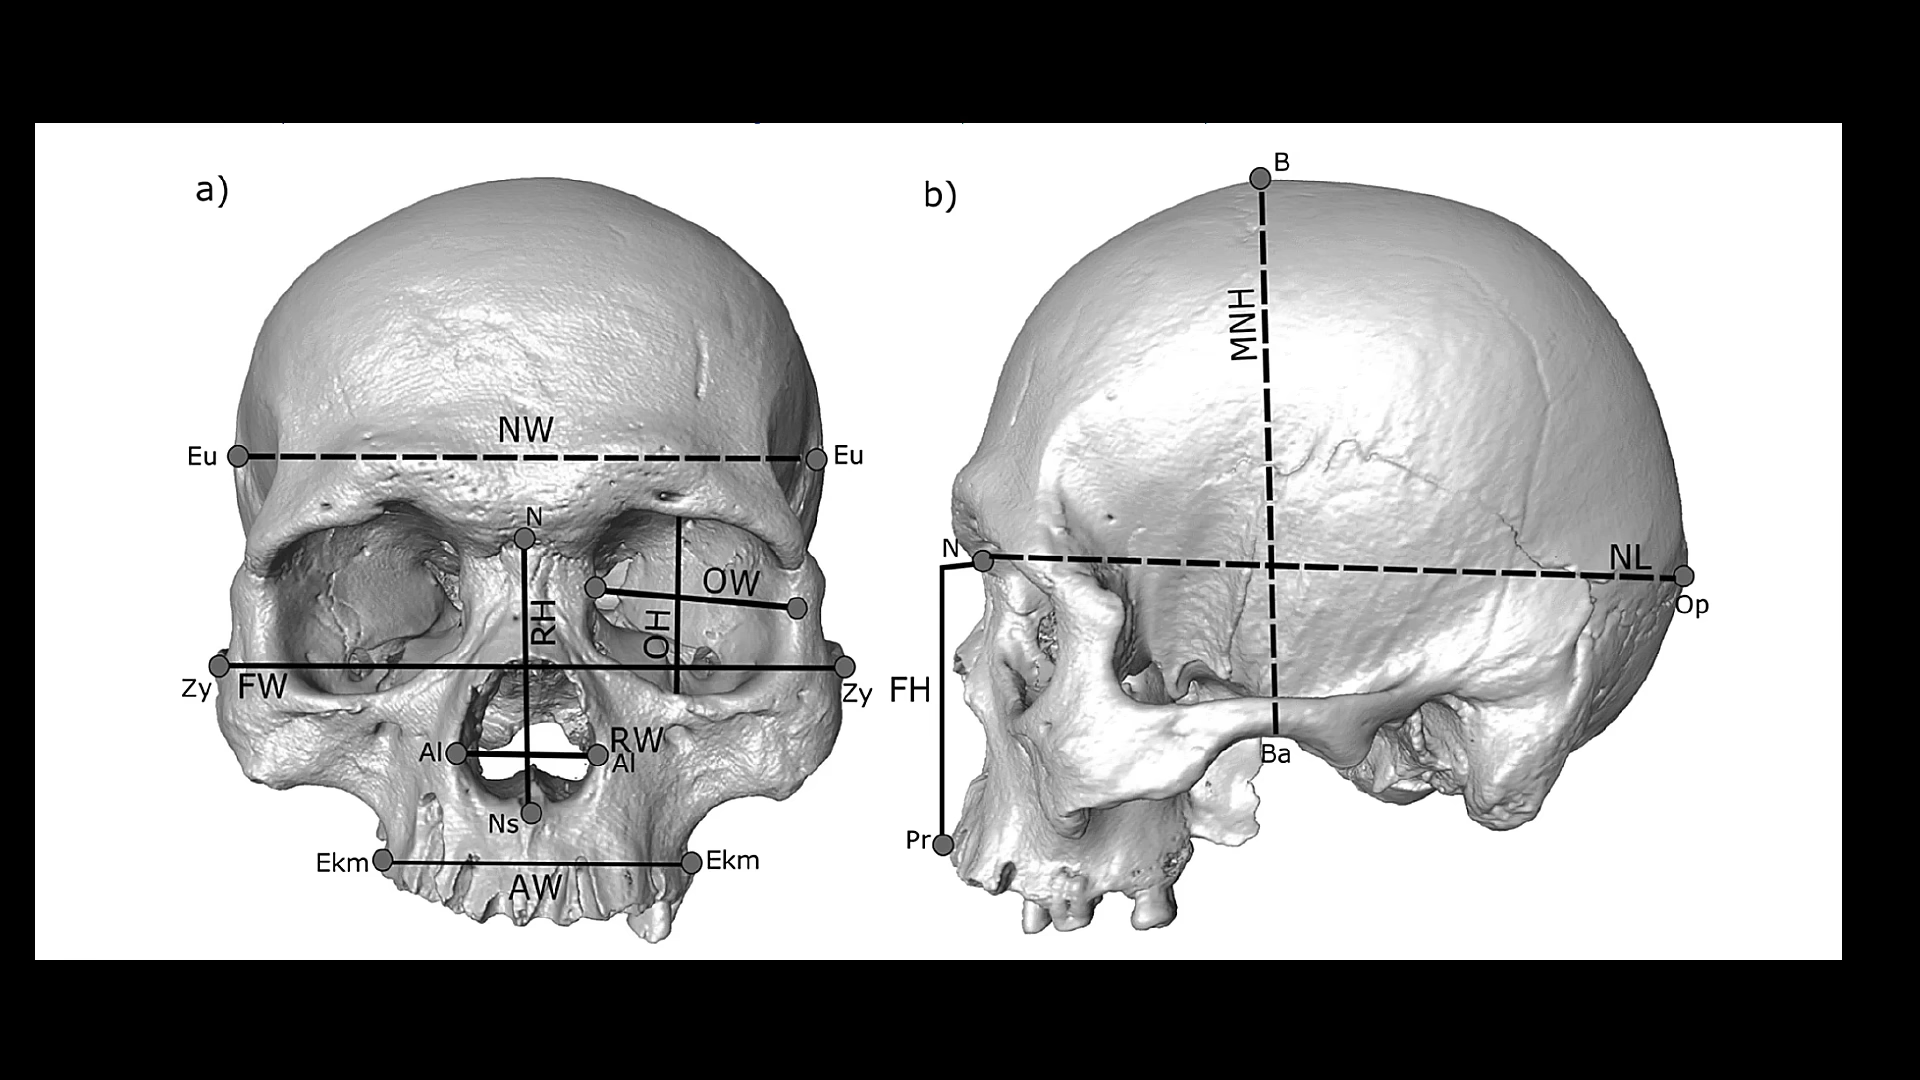 a)
NW
Eu
Eu
N
OW
RH
OH
Zy
FW
Zy
Al
RW
Al
Ns
Ekm
Ekm
AW
b)
B
MNH
N
NL
Op
FH
Ba
Pr